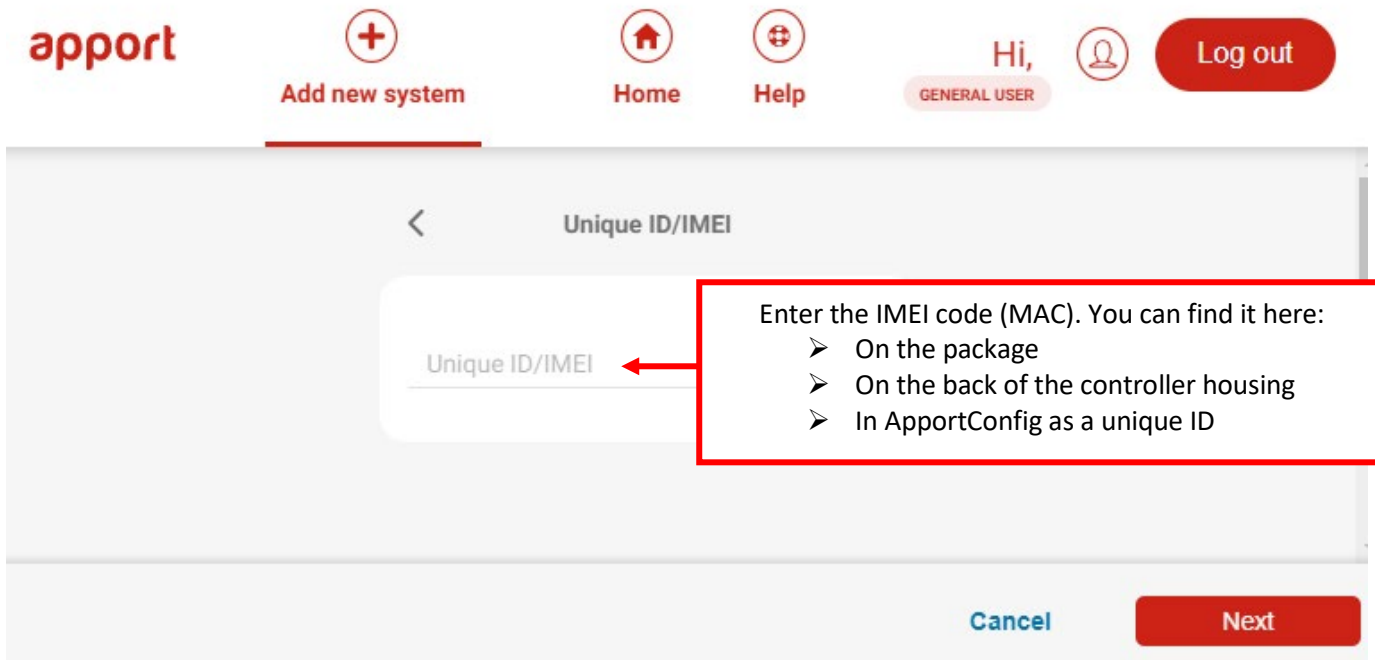 apport
Add new system
Home
Help
Hi,
GENERAL USER
Log out
Unique ID/IMEI
Unique ID/IMEI
Enter the IMEI code (MAC). You can find it here:
➢ On the package
➢ On the back of the controller housing
➢ In ApportConfig as a unique ID
Cancel
Next